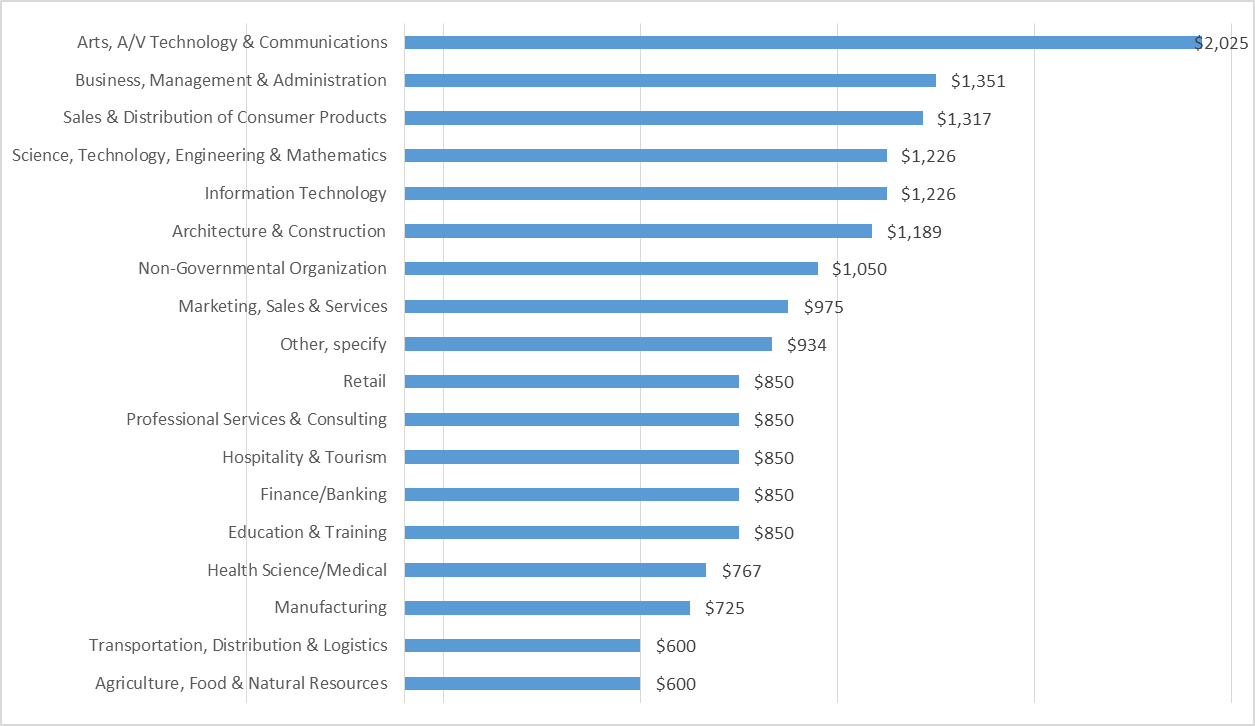 Arts, A/V Technology & Communications $2,025
Business, Management & Administration $1,351
Sales & Distribution of Consumer Products $1,317
Science, Technology, Engineering & Mathematics $1,226
Information Technology $1,226
Architecture & Construction $1,189
Non-Governmental Organization $1,050
Marketing, Sales & Services $975
Other, specify $934
Retail $850
Professional Services & Consulting $850
Hospitality & Tourism $850
Finance/Banking $850
Education & Training $850
Health Science/Medical $767
Manufacturing $725
Transportation, Distribution & Logistics $600
Agriculture, Food & Natural Resources $600